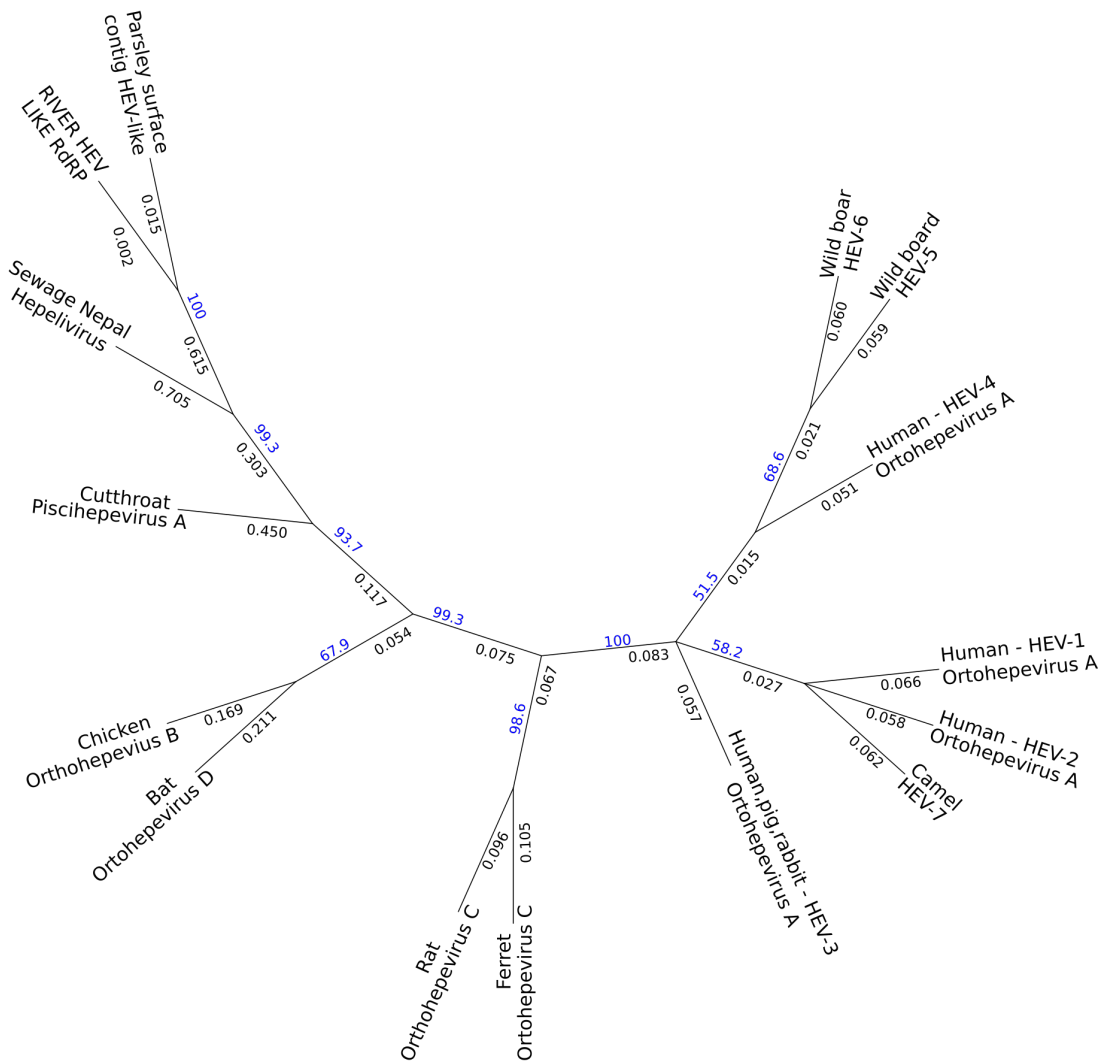 Parsley surface
contig HEV-like
0.015
RIVER HEV
LIKE RdRP
0.002
100
0.615
Sewage Nepal
Hepelivirus
0.705
99.3
0.303
Cutthroat
Piscihepevirus A
0.450
93.7
0.117
Chicken
Orthohepevius B
0.169
Bat
Ortohepevirus D
0.211
67.9
0.054
99.3
0.075
Rat
Orthohepevirus C
0.096
Ferret
Ortohepevirus C
0.105
98.6
0.067
100
0.083
Human,pig,rabbit - HEV-3
Ortohepevirus A
0.057
58.2
0.027
Camel
HEV-7
0.062
Human - HEV-2
Ortohepevirus A
0.058
Human - HEV-1
Ortohepevirus A
0.066
51.5
0.015
Human - HEV-4
Ortohepevirus A
0.051
68.6
0.021
Wild board
HEV-5
0.059
Wild boar
HEV-6
0.060